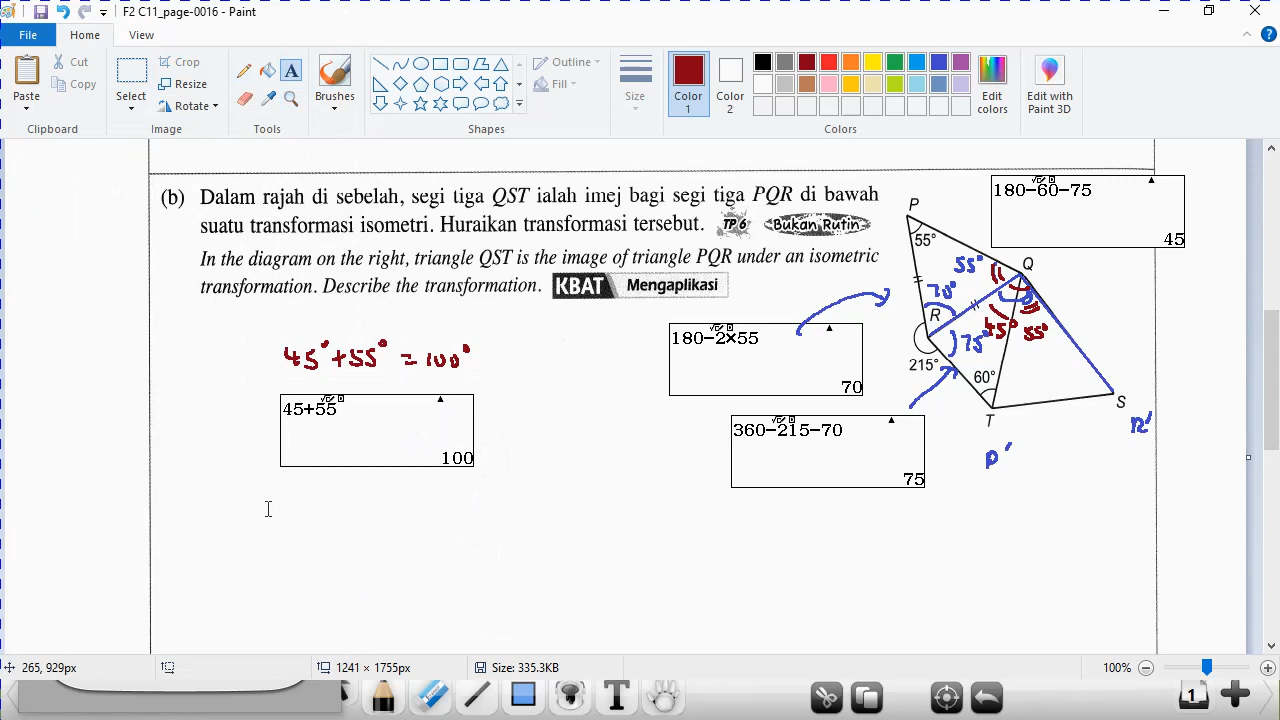 F2 C11_page-0016 - Paint
File
Home
View
Paste
Cut
Copy
Clipboard
Select
Crop
Resize
Rotate
Image
Tools
Brushes
Shapes
Outline
Fill
Size
Color 1
Color 2
Edit colors
Colors
Edit with Paint 3D
(b) Dalam rajah di sebelah, segi tiga QST ialah imej bagi segi tiga PQR di bawah
suatu transformasi isometri. Huraikan transformasi tersebut. TP 6 Bukan Rutin
In the diagram on the right, triangle QST is the image of triangle PQR under an isometric
transformation. Describe the transformation. KBAT Mengaplikasi
180-60-75
45
P
55°
Q
55°
70°
R
45°
55°
75°
215°
60°
T
S
R'
P'
180-2×55
70
360-215-70
75
45°+55° = 100°
45+55
100
265, 929px
1241 × 1755px
Size: 335.3KB
100%
T
1